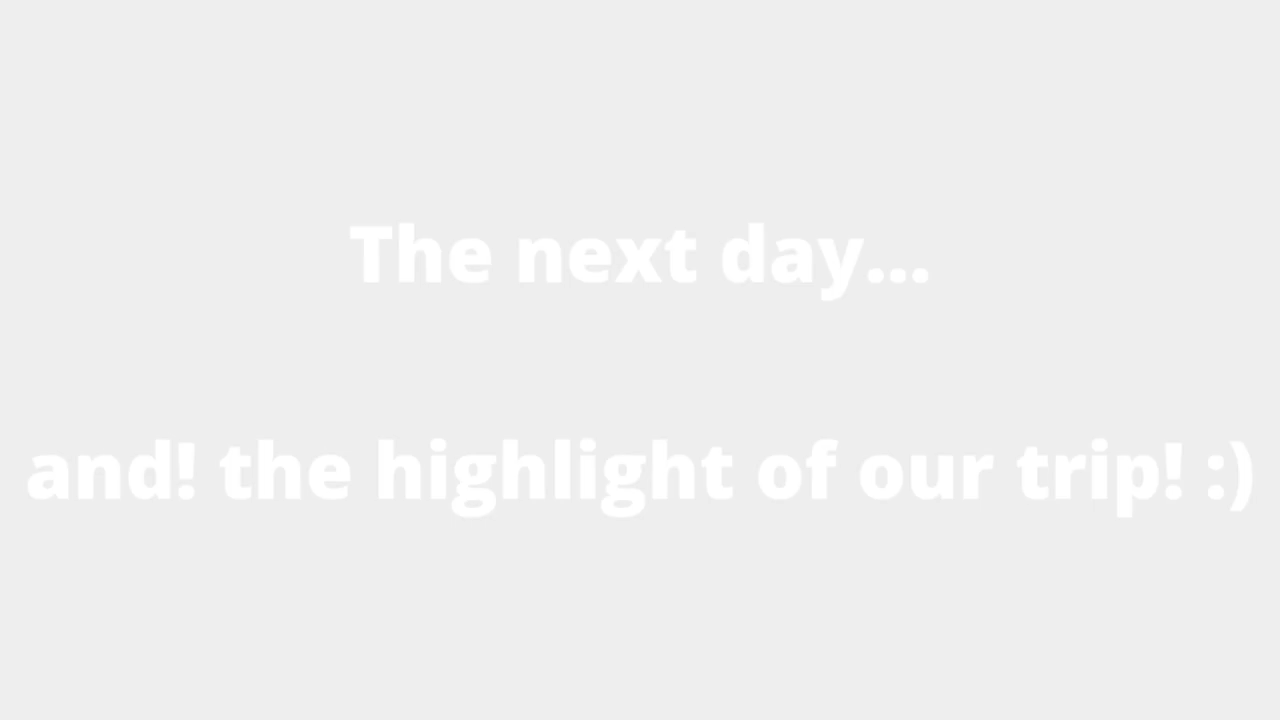 The next day...
and! the highlight of our trip! :)